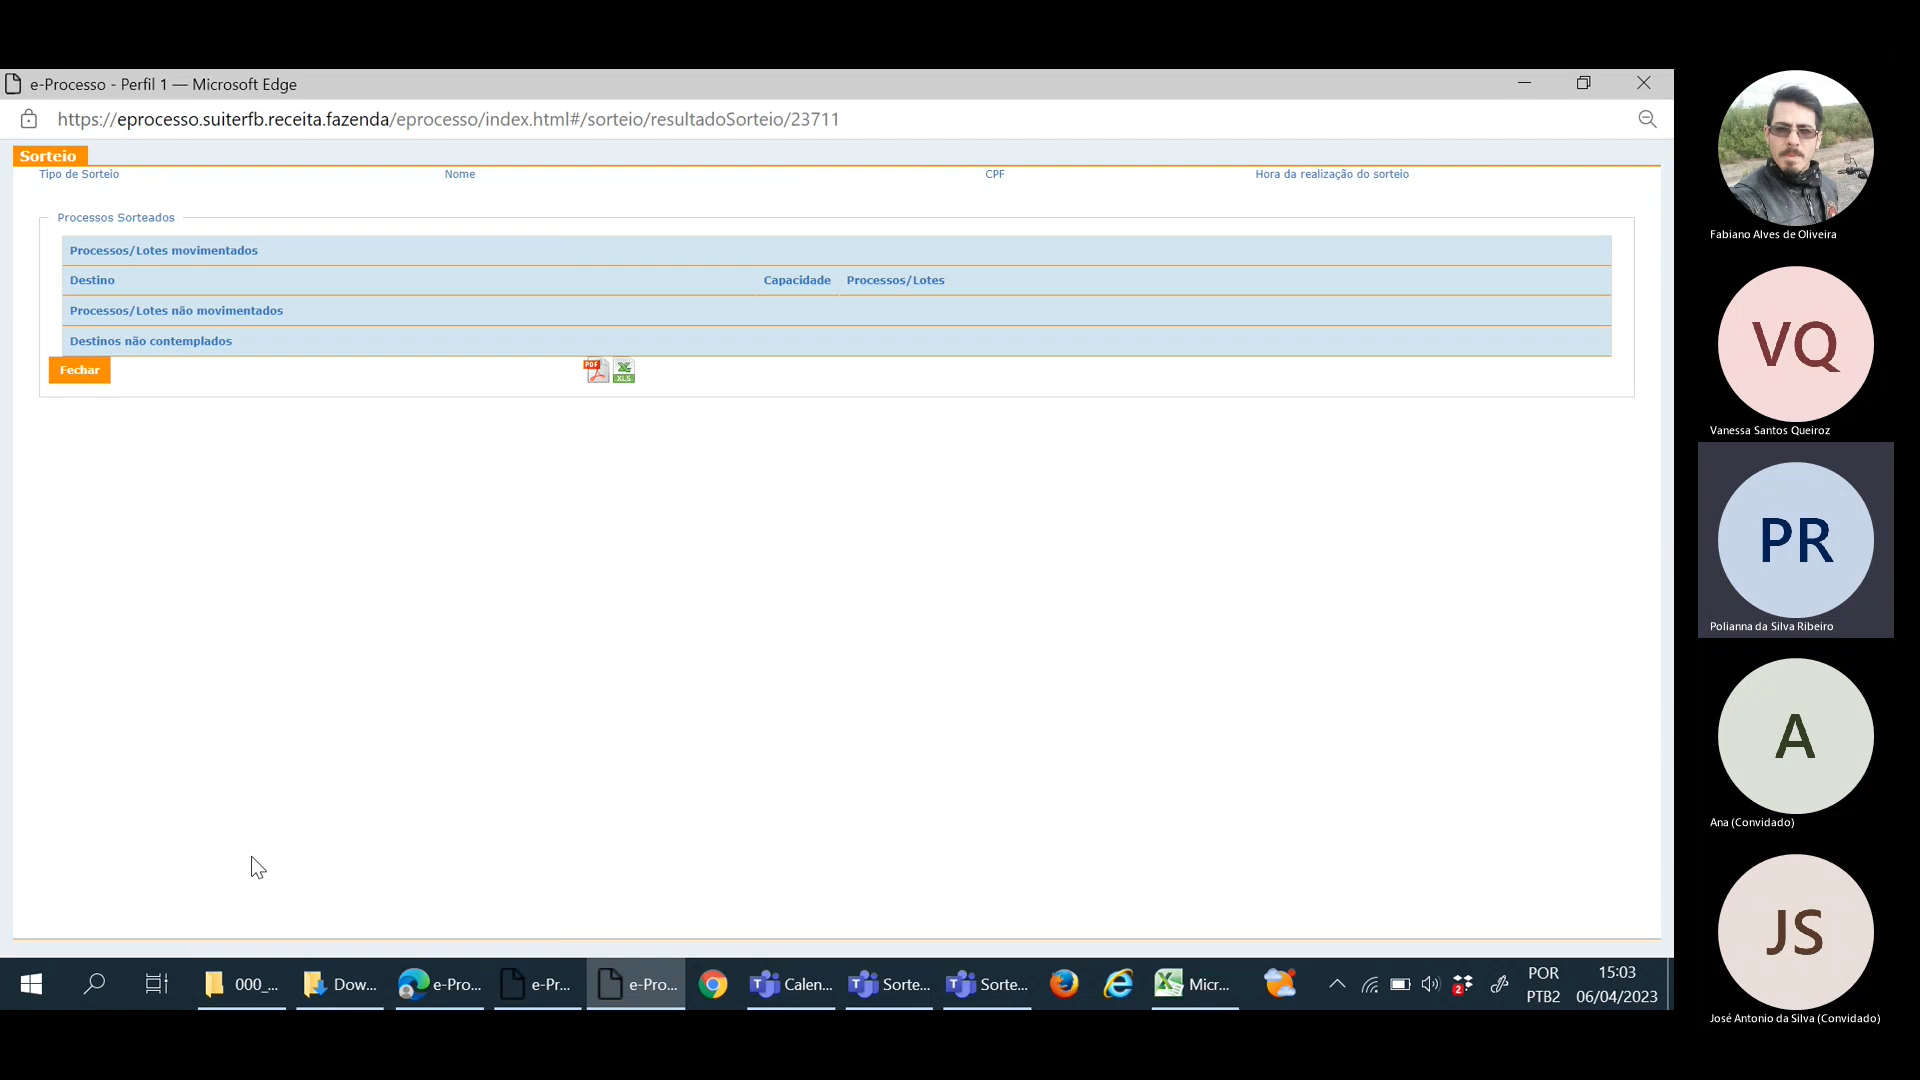 e-Processo - Perfil 1 — Microsoft Edge
https://eprocesso.suiterfb.receita.fazenda/eprocesso/index.html#/sorteio/resultadoSorteio/23711
Sorteio
Tipo de Sorteio Nome CPF Hora da realização do sorteio
Processos Sorteados
Processos/Lotes movimentados
Destino Capacidade Processos/Lotes
Processos/Lotes não movimentados
Destinos não contemplados
Fechar PDF XLS
Fabiano Alves de Oliveira
VQ
Vanessa Santos Queiroz
PR
Polianna da Silva Ribeiro
A
Ana (Convidado)
JS
José Antonio da Silva (Convidado)
000_... Dow... e-Pro... e-Pr... e-Pro... Calen... Sorte... Sorte... Micr... 2 POR 15:03
PTB2 06/04/2023